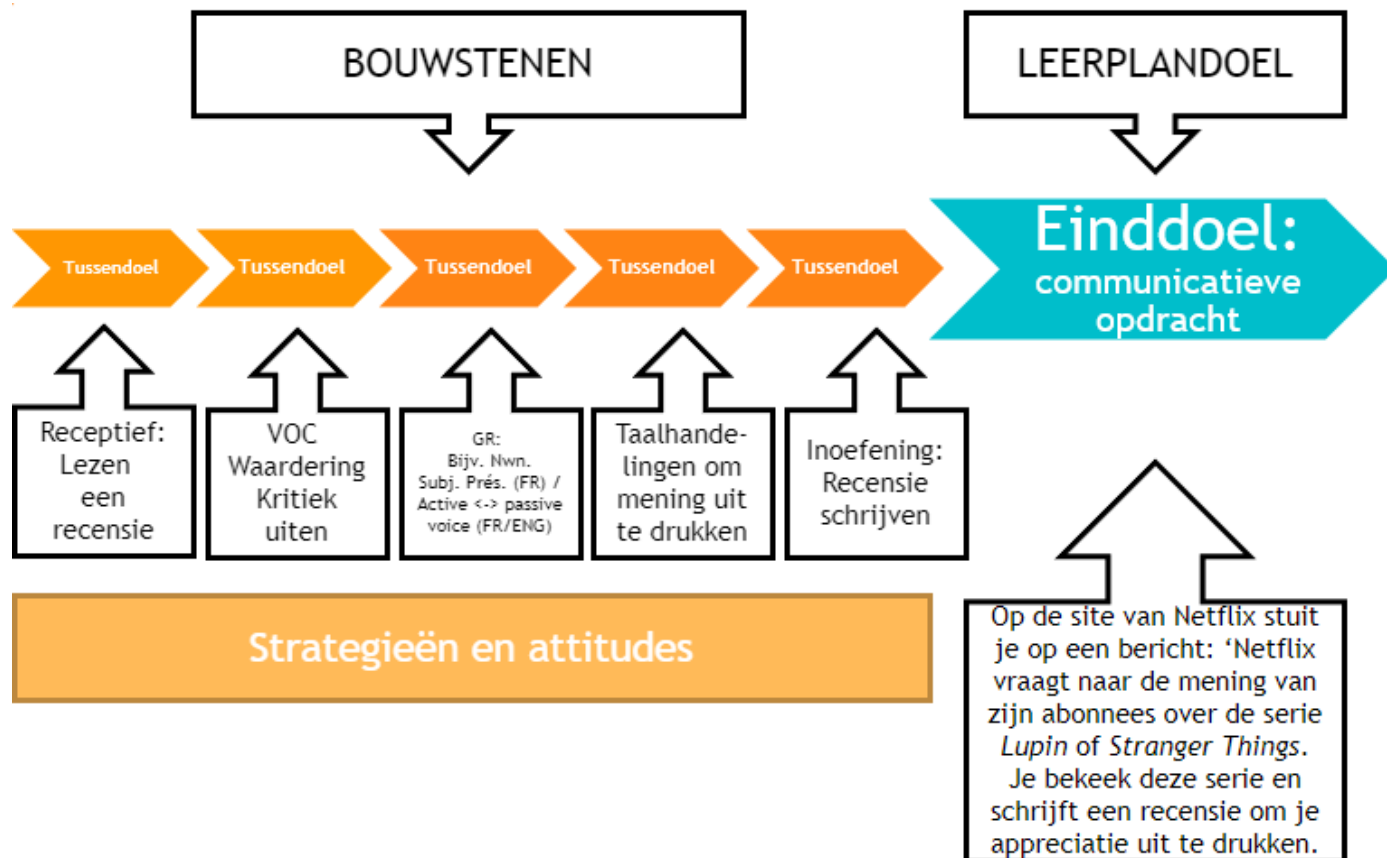 BOUWSTENEN
LEERPLANDOEL
Tussendoel
Tussendoel
Tussendoel
Tussendoel
Tussendoel
Einddoel:
communicatieve
opdracht
Receptief:
Lezen
een
recensie
VOC
Waardering
Kritiek
uiten
GR:
Bijv. Nwn.
Subj. Prés. (FR) /
Active <-> passive
voice (FR/ENG)
Taalhande-
lingen om
mening uit
te drukken
Inoefening:
Recensie
schrijven
Strategieën en attitudes
Op de site van Netflix stuit
je op een bericht: ‘Netflix
vraagt naar de mening van
zijn abonnees over de serie
Lupin of Stranger Things.
Je bekeek deze serie en
schrijft een recensie om je
appreciatie uit te drukken.